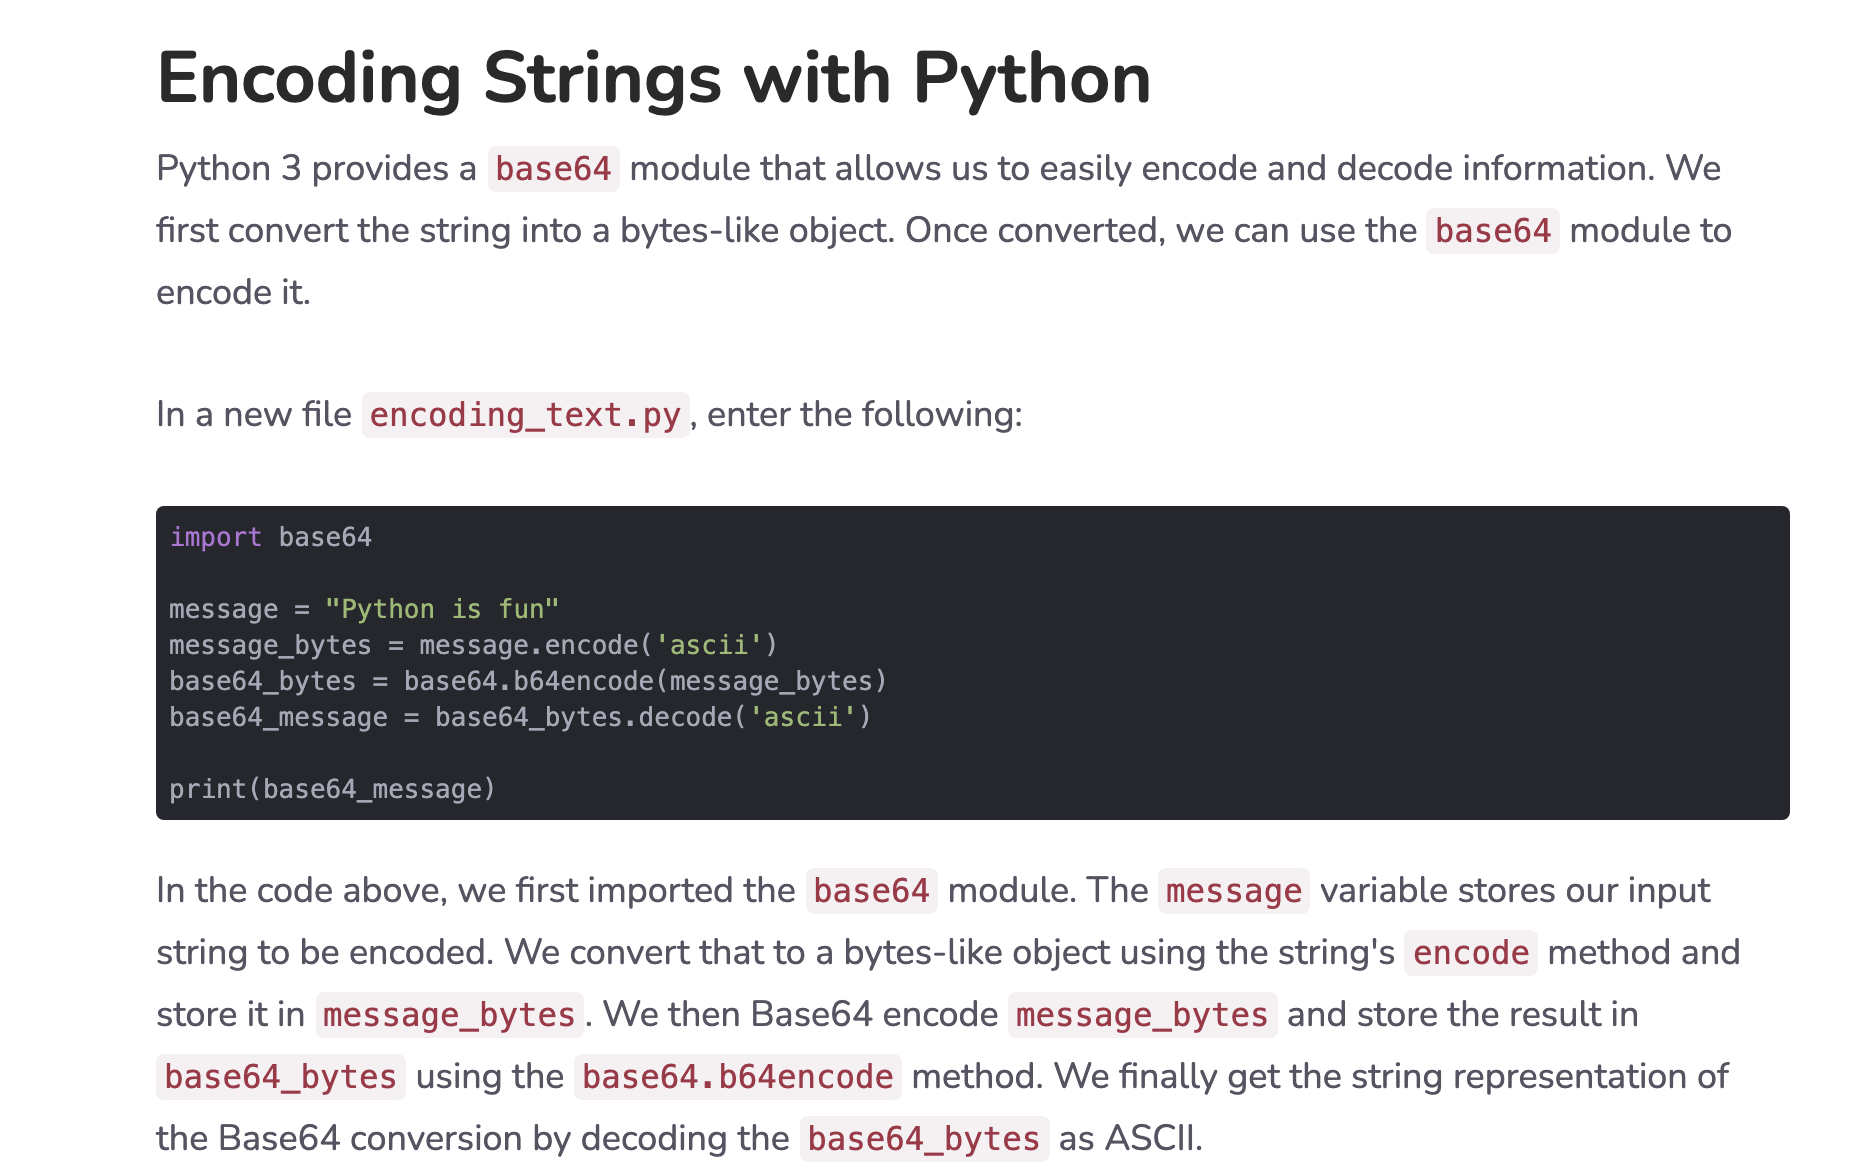 Encoding Strings with Python
Python 3 provides a base64 module that allows us to easily encode and decode information. We
first convert the string into a bytes-like object. Once converted, we can use the base64 module to
encode it.
In a new file encoding_text.py, enter the following:
import base64
message = "Python is fun"
message_bytes = message.encode('ascii')
base64_bytes = base64.b64encode(message_bytes)
base64_message = base64_bytes.decode('ascii')
print(base64_message)
In the code above, we first imported the base64 module. The message variable stores our input
string to be encoded. We convert that to a bytes-like object using the string's encode method and
store it in message_bytes. We then Base64 encode message_bytes and store the result in
base64_bytes using the base64.b64encode method. We finally get the string representation of
the Base64 conversion by decoding the base64_bytes as ASCII.